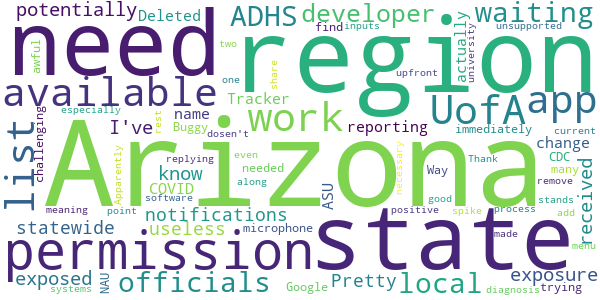 potentially Deleted ADHS developer waiting
need region
awful two find inputs actually university unsupported
available one share upfront UofA app
Tracker work
list challenging I've Buggy name rest reporting immediately change current
Arizona
especially dosen't needed even necessary CDC many
Apparently replying know along Way Thank remove
COVID software ASU good stands received
meaning point notifications positive spike process add
statewide useless microphone made state menu
permission
exposed NAU officials Pretty local exposure
systems Google diagnosis trying